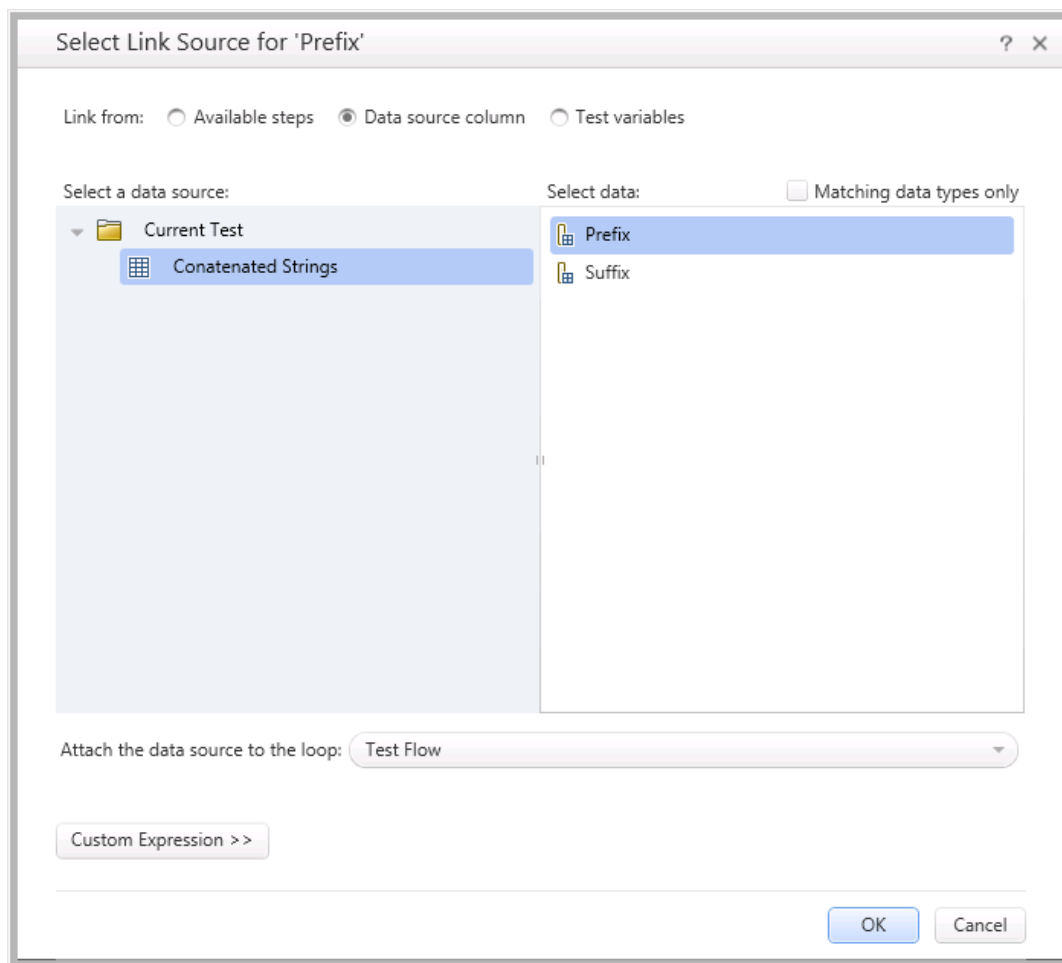 Select Link Source for 'Prefix' ? ×
Link from: Available steps Data source column Test variables
Select a data source: Select data: Matching data types only
Current Test
Prefix
Conatenated Strings
Suffix
Attach the data source to the loop: Test Flow
Custom Expression >>
OK Cancel